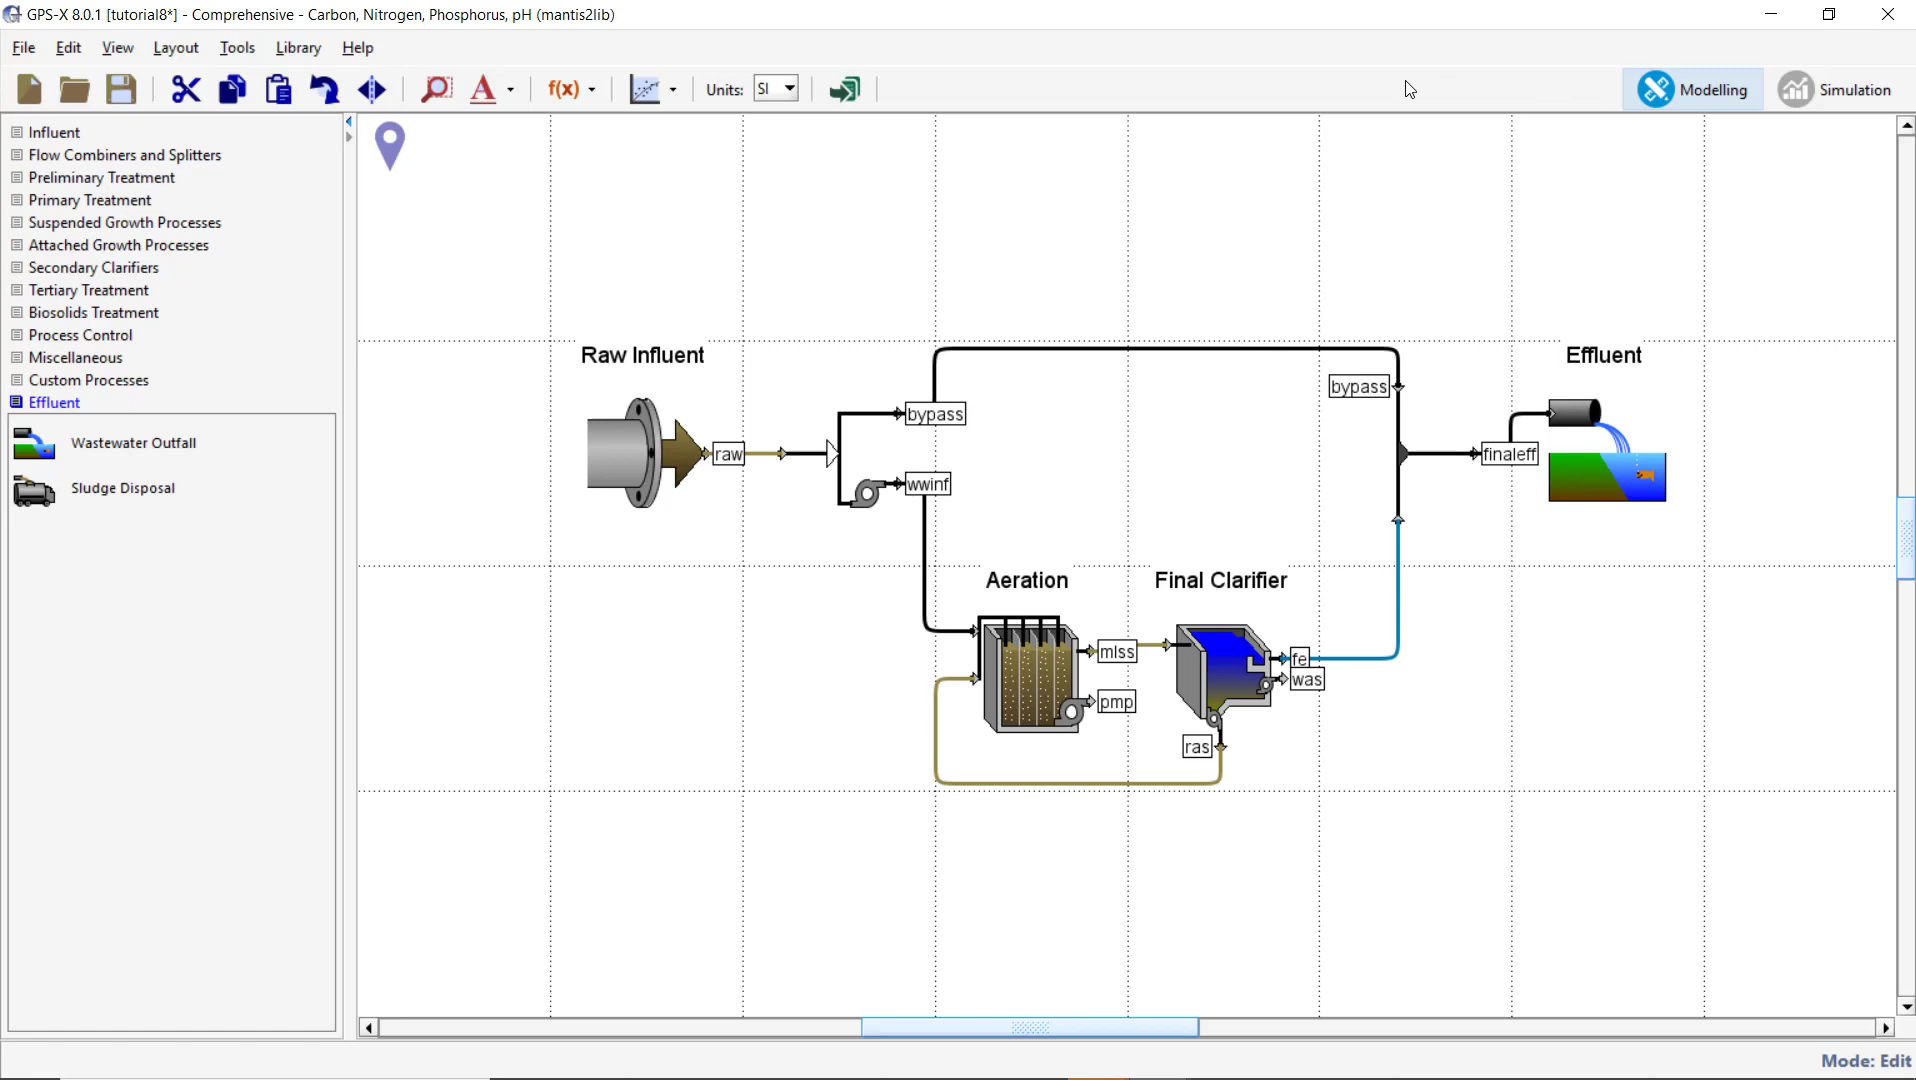 GPS-X 8.0.1 [tutorial8*] - Comprehensive - Carbon, Nitrogen, Phosphorus, pH (mantis2lib)
File Edit View Layout Tools Library Help
A f(x) Units: SI Modelling Simulation
Influent
Flow Combiners and Splitters
Preliminary Treatment
Primary Treatment
Suspended Growth Processes
Attached Growth Processes
Secondary Clarifiers
Tertiary Treatment
Biosolids Treatment
Process Control
Miscellaneous
Custom Processes
Effluent
Wastewater Outfall
Sludge Disposal
Raw Influent
Effluent
bypass
bypass
raw
finaleff
wwinf
Aeration
Final Clarifier
mlss
fe
was
pmp
ras
Mode: Edit